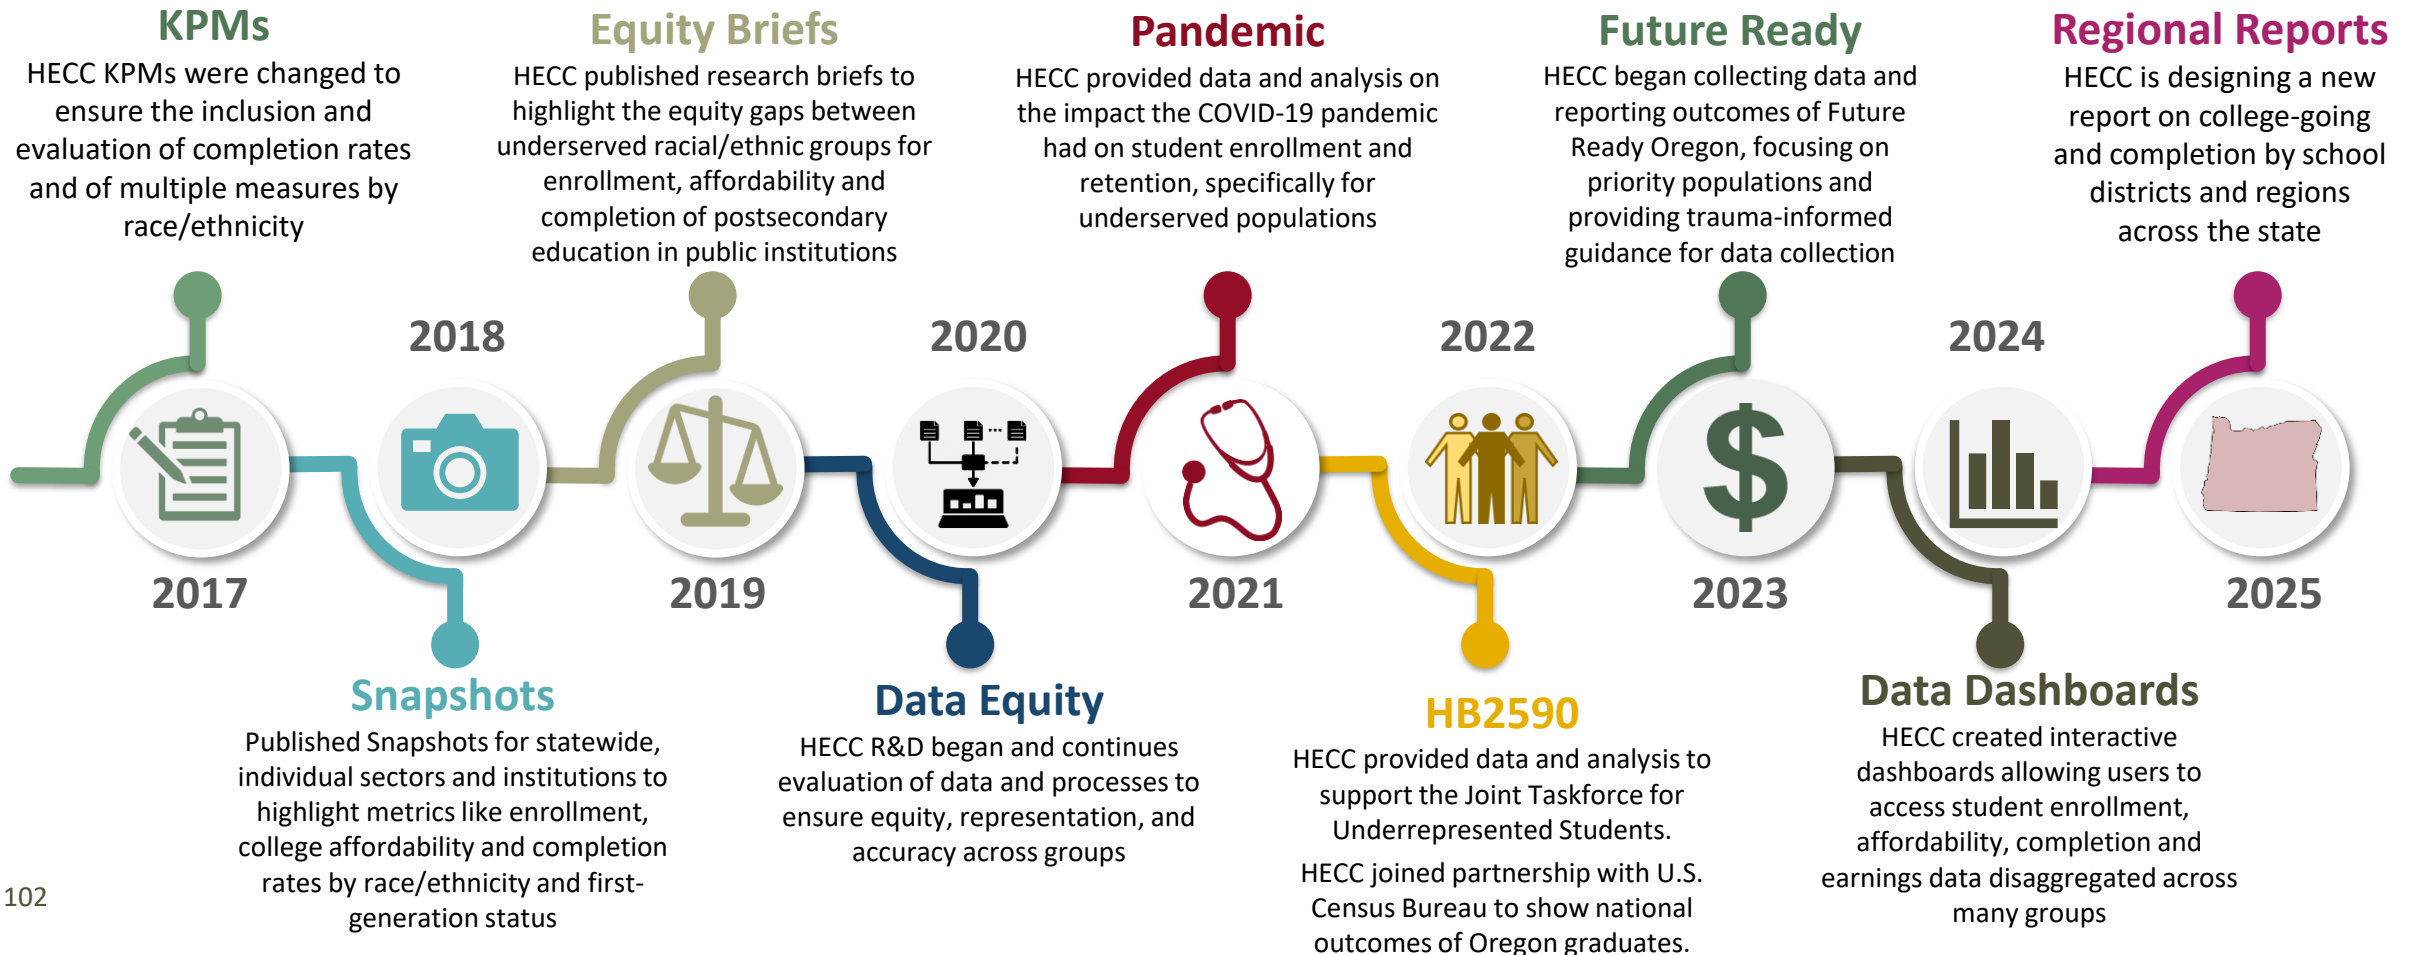 KPMs
HECC KPMs were changed to
ensure the inclusion and
evaluation of completion rates
and of multiple measures by
race/ethnicity
Equity Briefs
HECC published research briefs to
highlight the equity gaps between
underserved racial/ethnic groups for
enrollment, affordability and
completion of postsecondary
education in public institutions
Pandemic
HECC provided data and analysis on
the impact the COVID-19 pandemic
had on student enrollment and
retention, specifically for
underserved populations
Future Ready
HECC began collecting data and
reporting outcomes of Future
Ready Oregon, focusing on
priority populations and
providing trauma-informed
guidance for data collection
Regional Reports
HECC is designing a new
report on college-going
and completion by school
districts and regions
across the state
2018
2020
2022
2024
2017
2019
2021
2023
2025
Snapshots
Published Snapshots for statewide,
individual sectors and institutions to
highlight metrics like enrollment,
college affordability and completion
rates by race/ethnicity and first-
generation status
Data Equity
HECC R&D began and continues
evaluation of data and processes to
ensure equity, representation, and
accuracy across groups
HB2590
HECC provided data and analysis to
support the Joint Taskforce for
Underrepresented Students.
HECC joined partnership with U.S.
Census Bureau to show national
outcomes of Oregon graduates.
Data Dashboards
HECC created interactive
dashboards allowing users to
access student enrollment,
affordability, completion and
earnings data disaggregated across
many groups
102